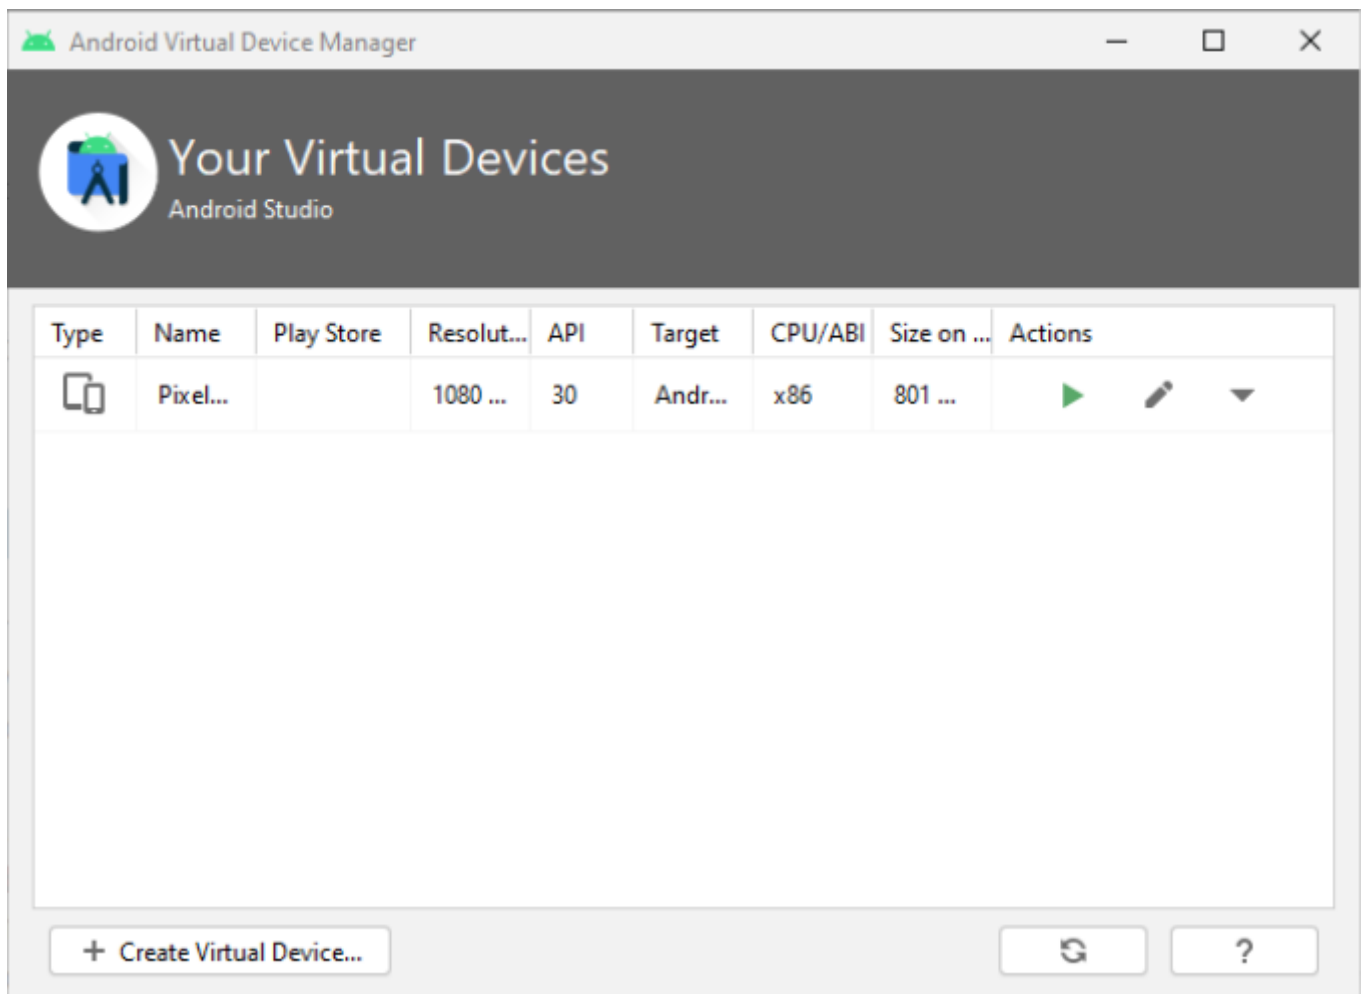 Android Virtual Device Manager
Your Virtual Devices
Android Studio
Type Name Play Store Resolut... API Target CPU/ABI Size on ... Actions
Pixel... 1080 ... 30 Andr... x86 801 ...
+ Create Virtual Device... ?